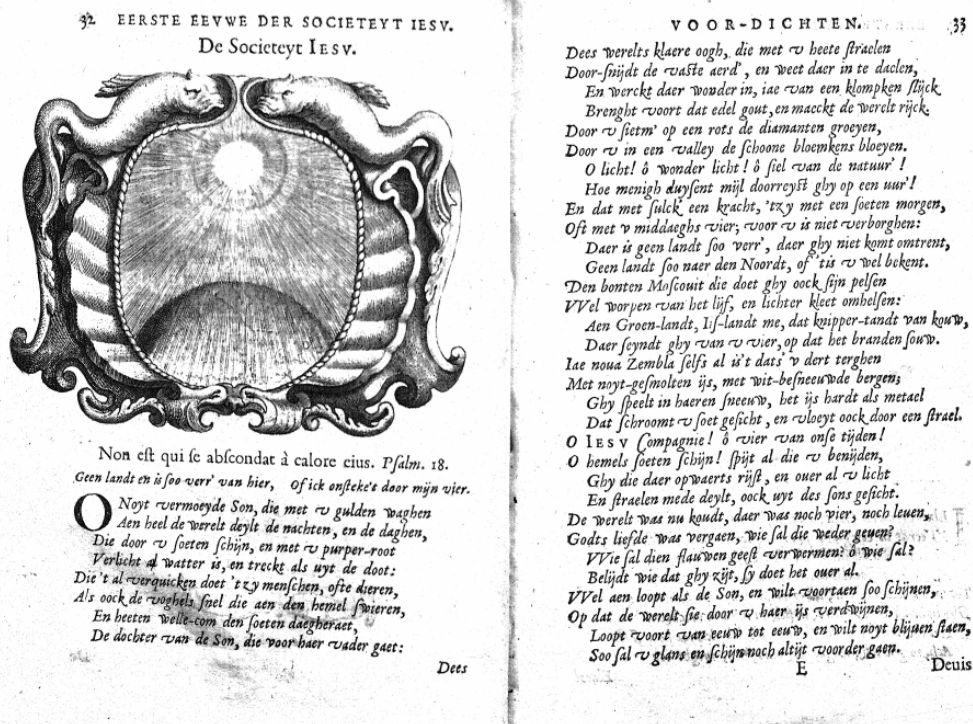 32 EERSTE EEVWE DER SOCIETEYT IESV.
De Societeyt IESV.
Non est qui se abscondat à calore eius. Psalm. 18.
Geen landt en is soo verr' van hier, Of ick onsteke't door mijn vier.
O Noyt vermoeyde Son, die met v gulden waghen
Aen heel de werelt deylt de nachten, en de daghen,
Die door v soeten schijn, en met v purper-root
Verlicht al watter is, en treckt als uyt de doot:
Die 't al verquicken doet 'tzy menschen, ofte dieren,
Als oock de voghels snel die aen den hemel swieren,
En heeten welle-com den soeten daegheraet,
De dochter van de Son, die voor haer vader gaet:
Dees
VOOR-DICHTEN. 33
Dees werelts klaere oogh, die met v heete straelen
Door-snijdt de vaste aerd', en weet daer in te daelen,
En werckt daer wonder in, iae van een klompken slijck
Brenght voort dat edel gout, en maeckt de werelt rijck.
Door v sietm' op een rots de diamanten groeyen,
Door v in een valley de schoone bloemkens bloeyen.
O licht! ô wonder licht! ô siel van de natuur'!
Hoe menigh duysent mijl doorreyst ghy op een uur'!
En dat met sulck' een kracht, 'tzy met een soeten morgen,
Oft met v middaeghs vier; voor v is niet verborghen:
Daer is geen landt soo verr', daer ghy niet komt omtrent,
Geen landt soo naer den Noordt, of 'tis v wel bekent.
Den bonten Moscouit die doet ghy oock sijn pelsen
VVel worpen van het lijf, en lichter kleet omhelsen:
Aen Groen-landt, Iis-landt me, dat knipper-tandt van kouw,
Daer seyndt ghy van v vier, op dat het branden souw.
Iae noua Zembla selfs al is't dats' v dert terghen
Met noyt-gesmolten ijs, met wit-besneeuwde bergen;
Ghy speelt in haeren sneeuw, het ijs hardt als metael
Dat schroomt v soet gesicht, en vloeyt oock door een strael.
O IESV Compagnie! ô vier van onse tijden!
O hemels soeten schijn! spijt al die v benijden,
Ghy die daer opwaerts rijst, en ouer al v licht
En straelen mede deylt, oock uyt des sons gesicht.
De werelt was nu koudt, daer was noch vier, noch leuen,
Godts liefde was vergaen, wie sal die weder geuen?
VVie sal dien flauwen geest verwermen? ô wie sal?
Belijdt wie dat ghy zijt, sy doet het ouer al.
VVel aen loopt als de Son, en wilt voortaen soo schijnen,
Op dat de werelt sie door v haer ijs verdwijnen,
Loopt voort van eeuw tot eeuw, en wilt noyt blijuen staen,
Soo sal v glans en schijn noch altijt voorder gaen.
E Deuis